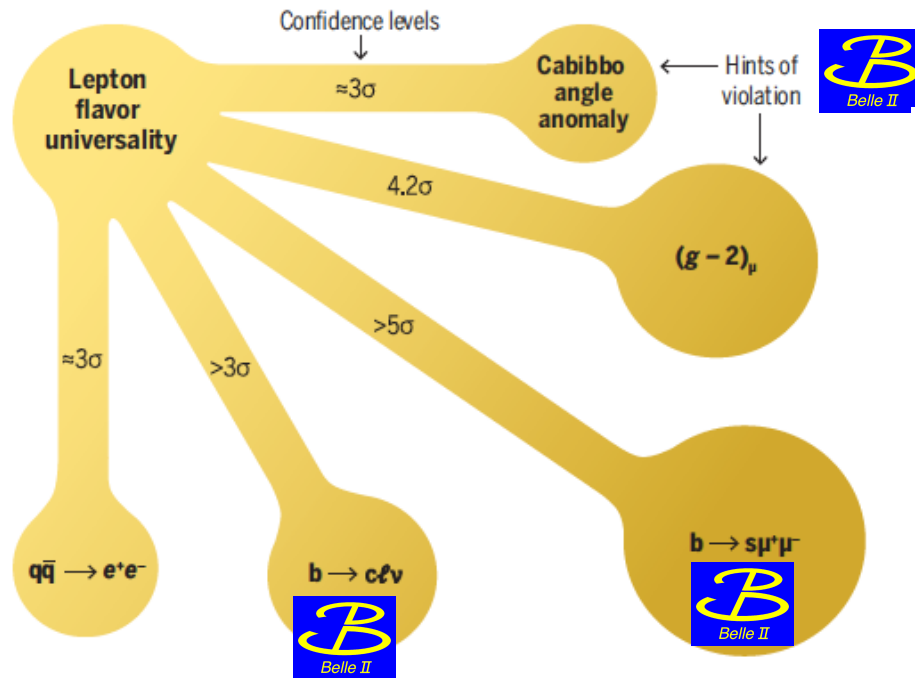 Confidence levels
Lepton
flavor
universality
≈3σ
Cabibbo
angle
anomaly
Hints of
violation
B
Belle II
4.2σ
(g – 2)μ
>5σ
≈3σ
>3σ
qq̅ → e⁺e⁻
b → cℓν
B
Belle II
b → sμ⁺μ⁻
B
Belle II